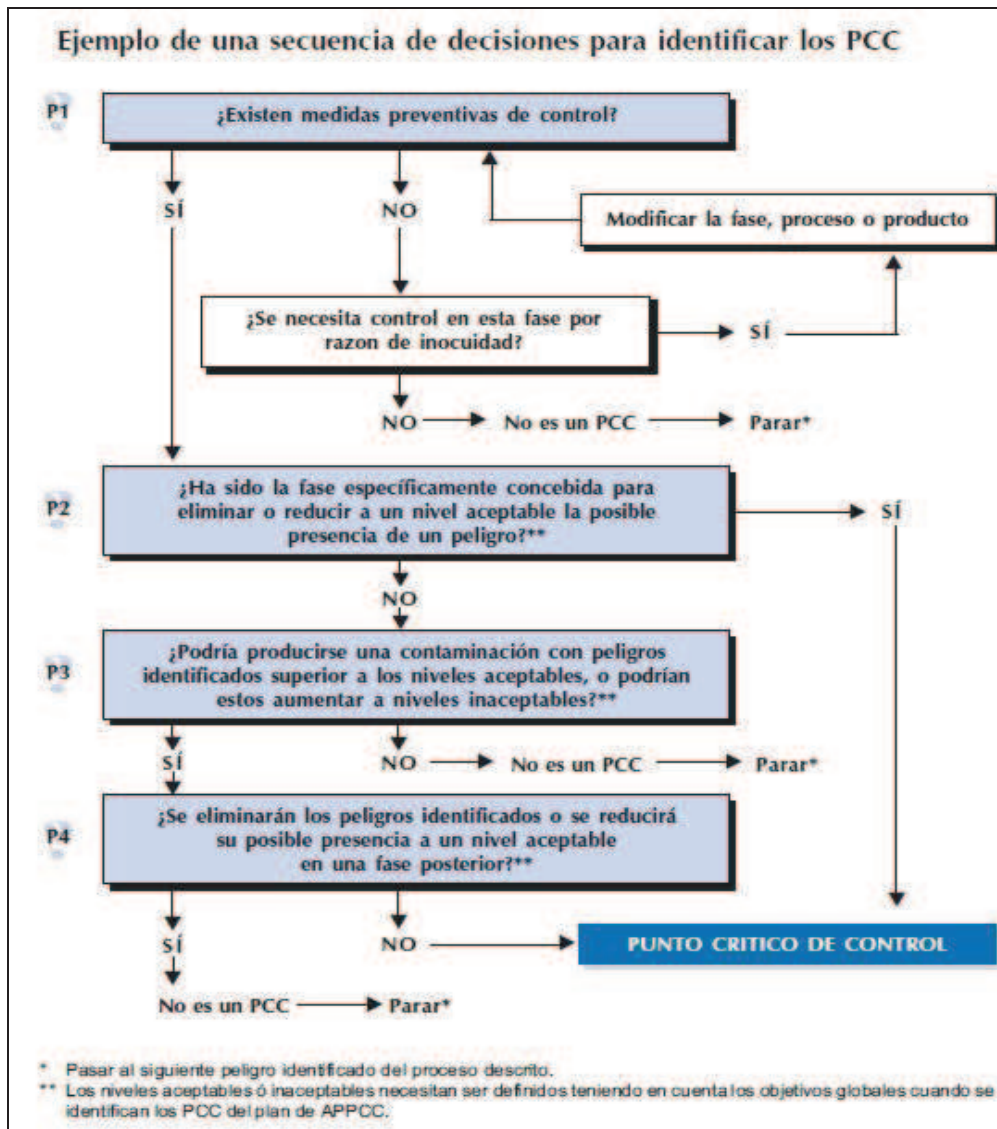 Ejemplo de una secuencia de decisiones para identificar los PCC
P1
¿Existen medidas preventivas de control?
SÍ
NO
Modificar la fase, proceso o producto
¿Se necesita control en esta fase por
razon de inocuidad?
SÍ
NO
No es un PCC
Parar*
P2
¿Ha sido la fase específicamente concebida para
eliminar o reducir a un nivel aceptable la posible
presencia de un peligro?**
SÍ
NO
P3
¿Podría producirse una contaminación con peligros
identificados superior a los niveles aceptables, o podrían
estos aumentar a niveles inaceptables?**
SÍ
NO
No es un PCC
Parar*
P4
¿Se eliminarán los peligros identificados o se reducirá
su posible presencia a un nivel aceptable
en una fase posterior?**
SÍ
NO
PUNTO CRITICO DE CONTROL
No es un PCC
Parar*
* Pasar al siguiente peligro identificado del proceso descrito.
** Los niveles aceptables ó inaceptables necesitan ser definidos teniendo en cuenta los objetivos globales cuando se
identifican los PCC del plan de APPCC.